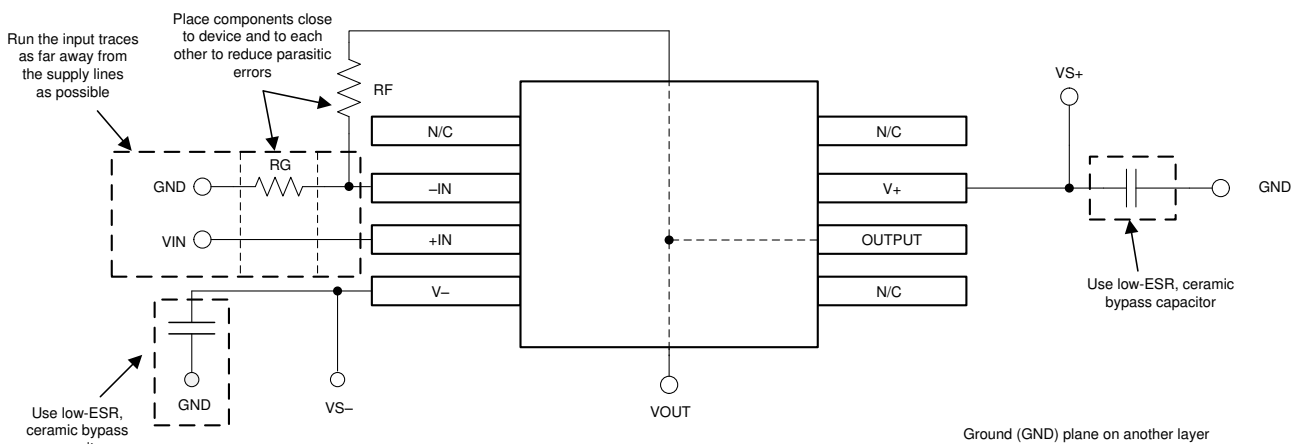 Place components close
to device and to each
other to reduce parasitic
errors
Run the input traces
as far away from
the supply lines
as possible
RF
VS+
N/C
N/C
RG
GND
–IN
V+
GND
VIN
+IN
OUTPUT
V–
N/C
Use low-ESR, ceramic
bypass capacitor
GND
VS–
VOUT
Use low-ESR,
ceramic bypass
Ground (GND) plane on another layer